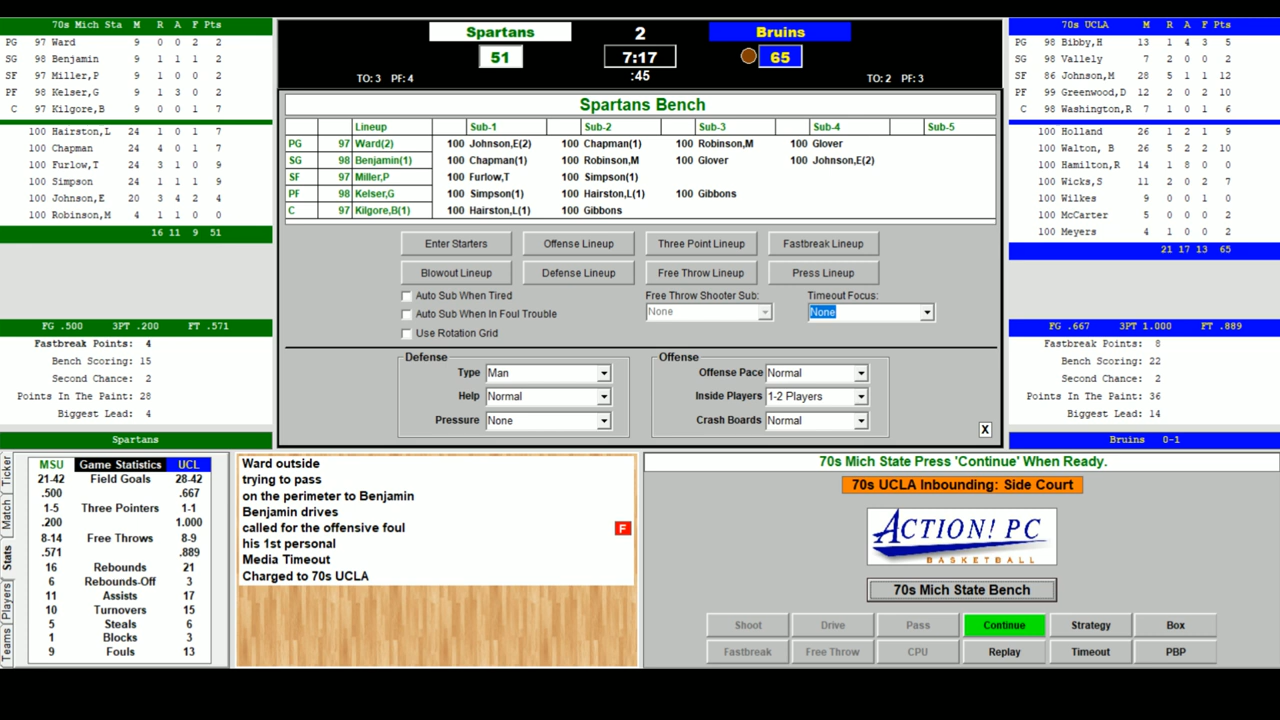 70s Mich Sta M R A F Pts
PG 97 Ward 9 0 0 2 2
SG 98 Benjamin 9 1 1 1 2
SF 97 Miller,P 9 1 0 0 2
PF 98 Kelser,G 9 1 3 0 2
C 97 Kilgore,B 9 0 0 1 7
100 Hairston,L 24 1 0 1 7
100 Chapman 24 4 0 1 7
100 Furlow,T 24 3 1 0 9
100 Simpson 24 1 1 1 9
100 Johnson,E 20 3 4 2 4
100 Robinson,M 4 1 1 0 0
16 11 9 51
FG .500 3PT .200 FT .571
Fastbreak Points: 4
Bench Scoring: 15
Second Chance: 2
Points In The Paint: 28
Biggest Lead: 4
Spartans
Spartans 2 Bruins
51 7:17 65
:45
TO: 3 PF: 4 TO: 2 PF: 3
Spartans Bench
Lineup Sub-1 Sub-2 Sub-3 Sub-4 Sub-5
PG 97 Ward(2) 100 Johnson,E(2) 100 Chapman(1) 100 Robinson,M 100 Glover
SG 98 Benjamin(1) 100 Chapman(1) 100 Robinson,M 100 Glover 100 Johnson,E(2)
SF 97 Miller,P 100 Furlow,T 100 Simpson(1)
PF 98 Kelser,G 100 Simpson(1) 100 Hairston,L(1) 100 Gibbons
C 97 Kilgore,B(1) 100 Hairston,L(1) 100 Gibbons
Enter Starters Offense Lineup Three Point Lineup Fastbreak Lineup
Blowout Lineup Defense Lineup Free Throw Lineup Press Lineup
Auto Sub When Tired Free Throw Shooter Sub: Timeout Focus:
Auto Sub When In Foul Trouble None None
Use Rotation Grid
Defense Offense
Type Man Offense Pace Normal
Help Normal Inside Players 1-2 Players
Pressure None Crash Boards Normal
X
70s UCLA M R A F Pts
PG 98 Bibby,H 13 1 4 3 5
SG 98 Vallely 7 2 0 0 2
SF 86 Johnson,M 28 5 1 1 12
PF 99 Greenwood,D 12 2 0 2 10
C 98 Washington,R 7 1 0 1 6
100 Holland 26 1 2 1 9
100 Walton, B 26 5 2 2 10
100 Hamilton,R 14 1 8 0 0
100 Wicks,S 11 2 0 2 7
100 Wilkes 9 0 0 1 0
100 McCarter 5 0 0 0 2
100 Meyers 4 1 0 0 2
21 17 13 65
FG .667 3PT 1.000 FT .889
Fastbreak Points: 8
Bench Scoring: 22
Second Chance: 2
Points In The Paint: 36
Biggest Lead: 14
Bruins 0-1
Ticker
Match
Stats
Players
Teams
MSU Game Statistics UCL
21-42 Field Goals 28-42
.500 .667
1-5 Three Pointers 1-1
.200 1.000
8-14 Free Throws 8-9
.571 .889
16 Rebounds 21
6 Rebounds-Off 3
11 Assists 17
10 Turnovers 15
5 Steals 6
1 Blocks 3
9 Fouls 13
Ward outside
trying to pass
on the perimeter to Benjamin
Benjamin drives
called for the offensive foul F
his 1st personal
Media Timeout
Charged to 70s UCLA
70s Mich State Press 'Continue' When Ready.
70s UCLA Inbounding: Side Court
ACTION! PC
BASKETBALL
70s Mich State Bench
Shoot Drive Pass Continue Strategy Box
Fastbreak Free Throw CPU Replay Timeout PBP